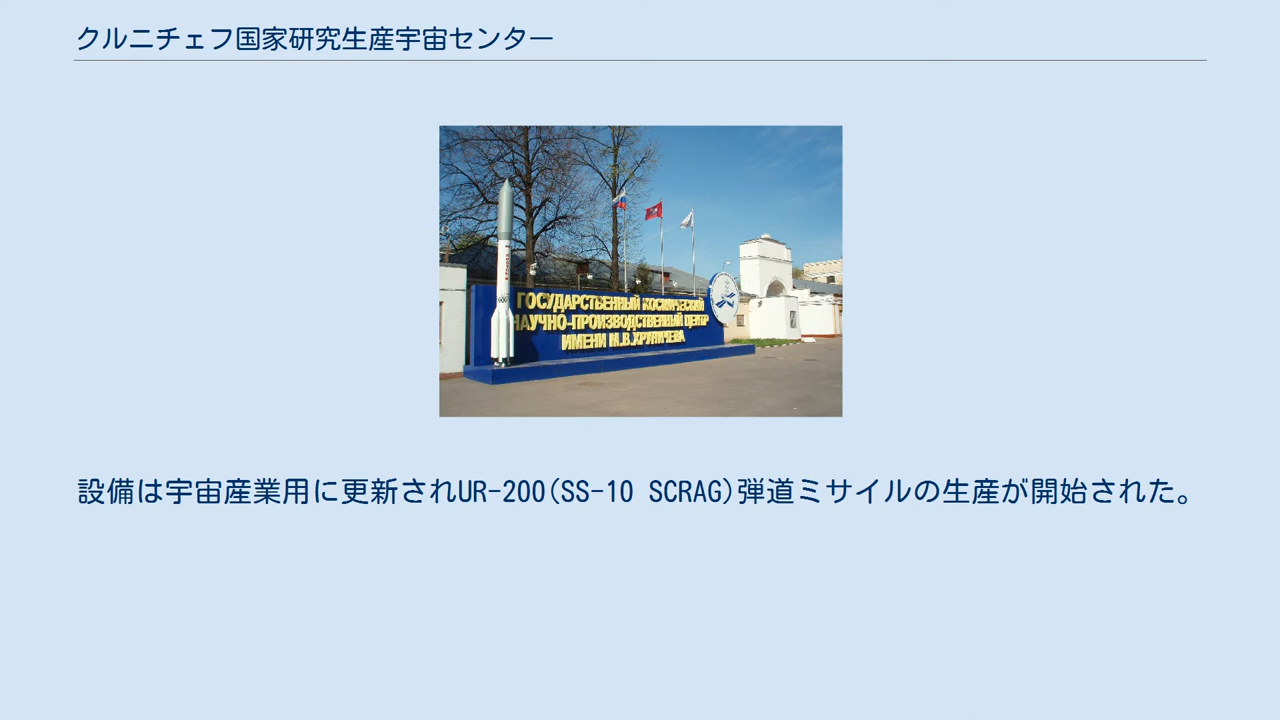 クルニチェフ国家研究生産宇宙センター
ГОСУДАРСТВЕННЫЙ КОСМИЧЕСКИЙ
НАУЧНО-ПРОИЗВОДСТВЕННЫЙ ЦЕНТР
ИМЕНИ М.В.ХРУНИЧЕВА
設備は宇宙産業用に更新されUR-200(SS-10 SCRAG)弾道ミサイルの生産が開始された。